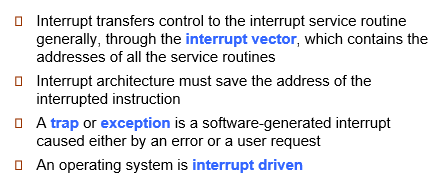 Interrupt transfers control to the interrupt service routine
generally, through the interrupt vector, which contains the
addresses of all the service routines
Interrupt architecture must save the address of the
interrupted instruction
A trap or exception is a software-generated interrupt
caused either by an error or a user request
An operating system is interrupt driven